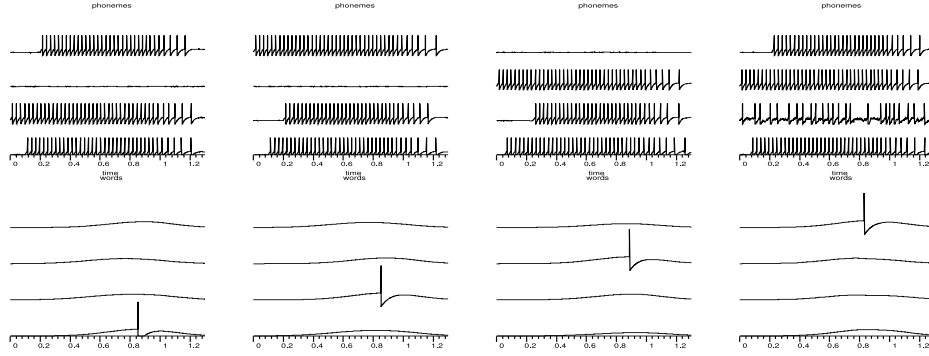 phonemes phonemes phonemes phonemes
0 0.2 0.4 0.6 0.8 1 1.2 0 0.2 0.4 0.6 0.8 1 1.2 0 0.2 0.4 0.6 0.8 1 1.2 0 0.2 0.4 0.6 0.8 1 1.2
time time time time
words words words words
0 0.2 0.4 0.6 0.8 1 1.2 0 0.2 0.4 0.6 0.8 1 1.2 0 0.2 0.4 0.6 0.8 1 1.2 0 0.2 0.4 0.6 0.8 1 1.2